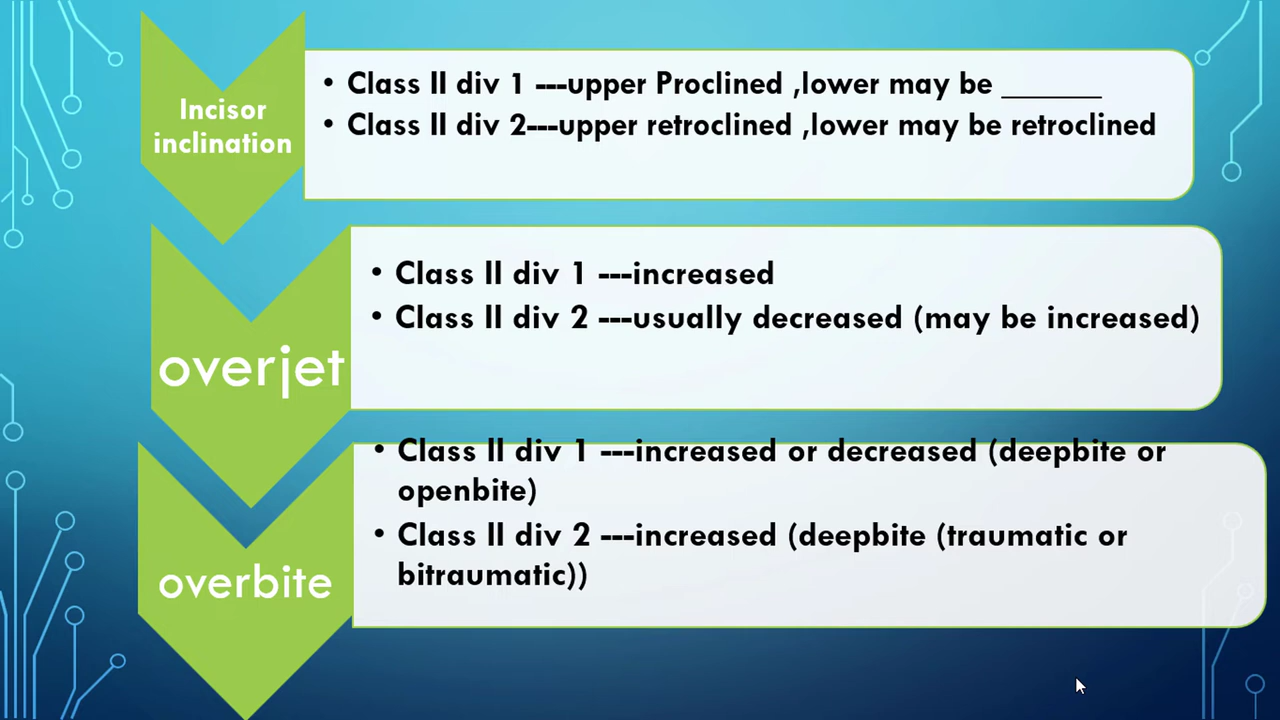 Incisor
inclination
• Class II div 1 ---upper Proclined ,lower may be ______
• Class II div 2---upper retroclined ,lower may be retroclined
overjet
• Class II div 1 ---increased
• Class II div 2 ---usually decreased (may be increased)
overbite
• Class II div 1 ---increased or decreased (deepbite or
openbite)
• Class II div 2 ---increased (deepbite (traumatic or
bitraumatic))